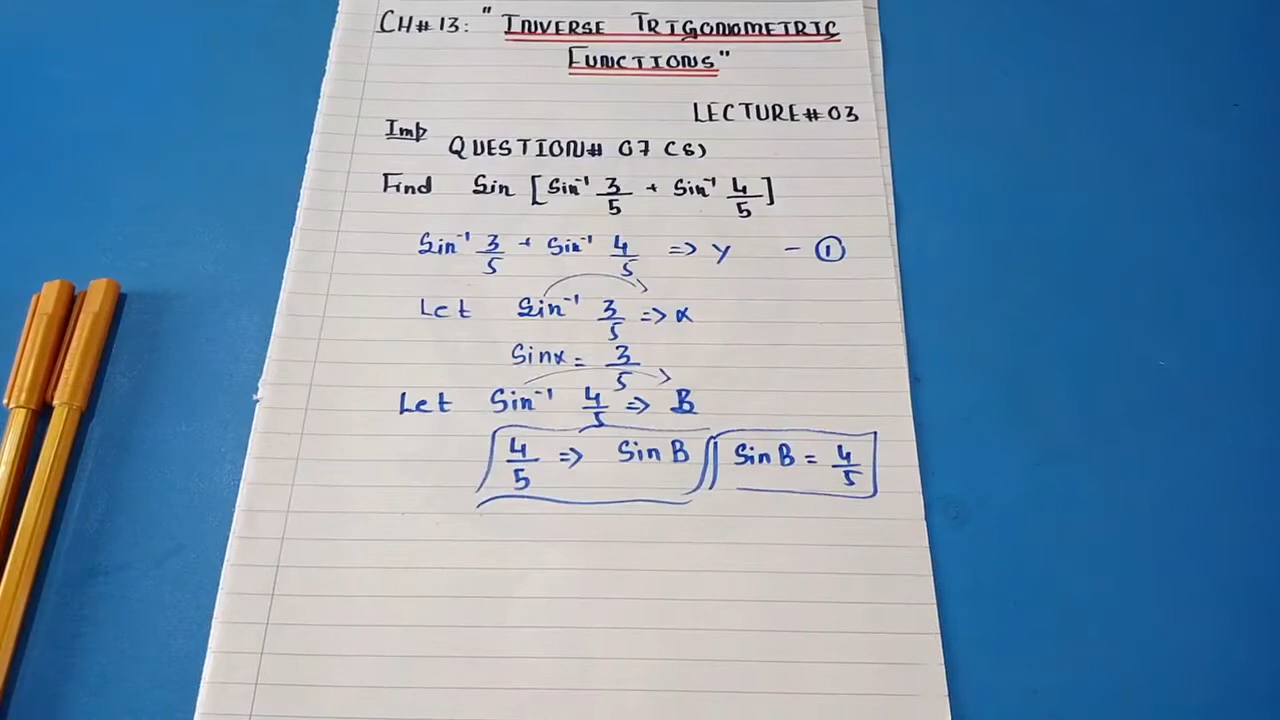 CH# 13: "INVERSE TRIGONOMETRIC
FUNCTIONS"
LECTURE# 03
Imp
QUESTION# 07 (8)
Find Sin [Sin⁻¹ 3/5 + Sin⁻¹ 4/5]
Sin⁻¹ 3/5 + Sin⁻¹ 4/5 => y - ①
Let Sin⁻¹ 3/5 => α
Sinα = 3/5
Let Sin⁻¹ 4/5 => B
4/5 => Sin B Sin B = 4/5